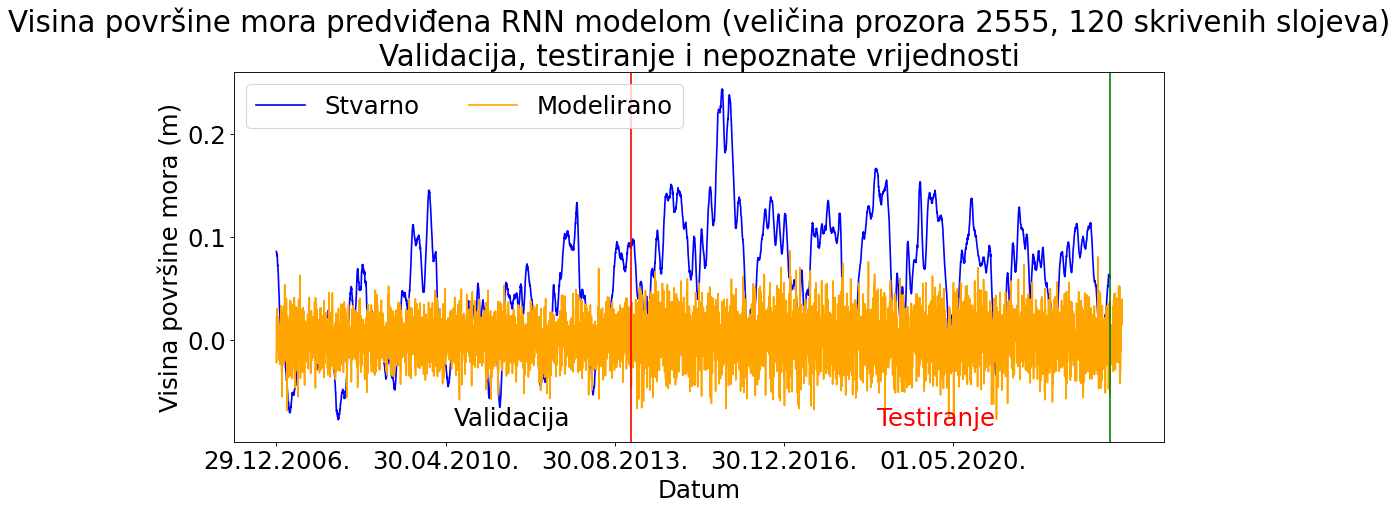 Visina površine mora predviđena RNN modelom (veličina prozora 2555, 120 skrivenih slojeva)
Validacija, testiranje i nepoznate vrijednosti
Stvarno
Modelirano
Visina površine mora (m)
0.2
0.1
0.0
Validacija
Testiranje
29.12.2006.
30.04.2010.
30.08.2013.
30.12.2016.
01.05.2020.
Datum